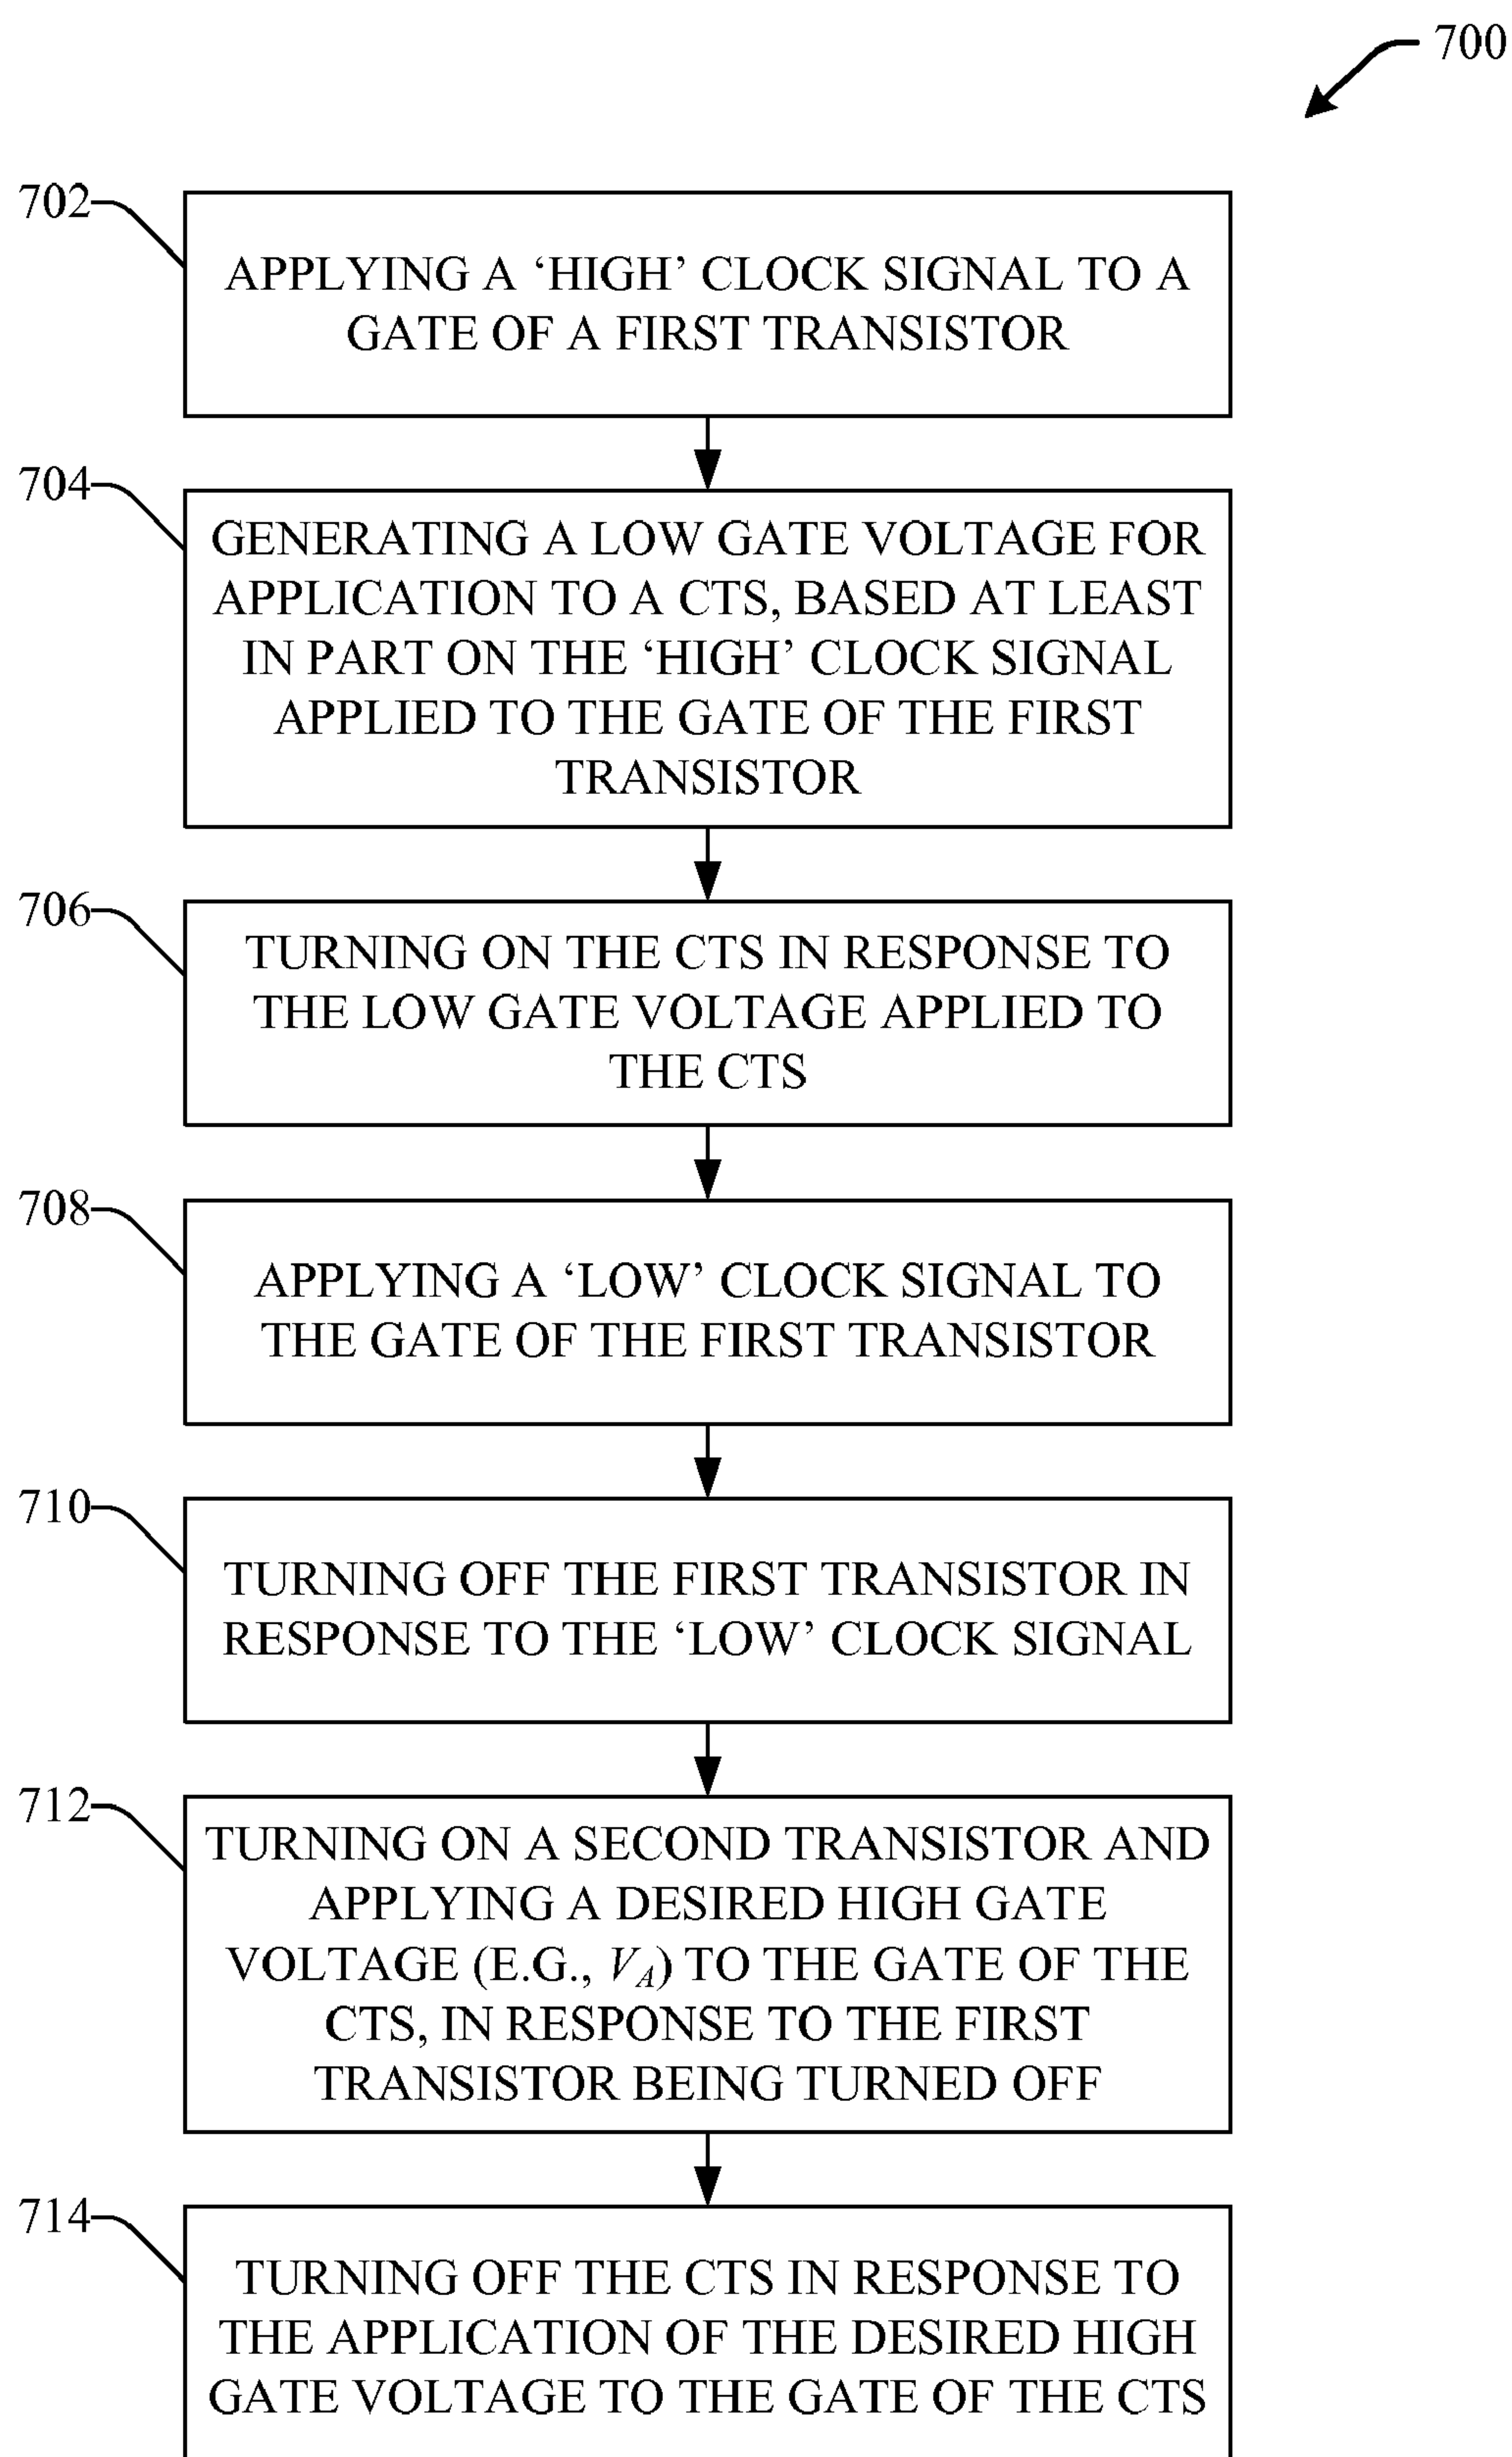 700
702
APPLYING A ‘HIGH’ CLOCK SIGNAL TO A
GATE OF A FIRST TRANSISTOR
704
GENERATING A LOW GATE VOLTAGE FOR
APPLICATION TO A CTS, BASED AT LEAST
IN PART ON THE ‘HIGH’ CLOCK SIGNAL
APPLIED TO THE GATE OF THE FIRST
TRANSISTOR
706
TURNING ON THE CTS IN RESPONSE TO
THE LOW GATE VOLTAGE APPLIED TO
THE CTS
708
APPLYING A ‘LOW’ CLOCK SIGNAL TO
THE GATE OF THE FIRST TRANSISTOR
710
TURNING OFF THE FIRST TRANSISTOR IN
RESPONSE TO THE ‘LOW’ CLOCK SIGNAL
712
TURNING ON A SECOND TRANSISTOR AND
APPLYING A DESIRED HIGH GATE
VOLTAGE (E.G., V_A) TO THE GATE OF THE
CTS, IN RESPONSE TO THE FIRST
TRANSISTOR BEING TURNED OFF
714
TURNING OFF THE CTS IN RESPONSE TO
THE APPLICATION OF THE DESIRED HIGH
GATE VOLTAGE TO THE GATE OF THE CTS